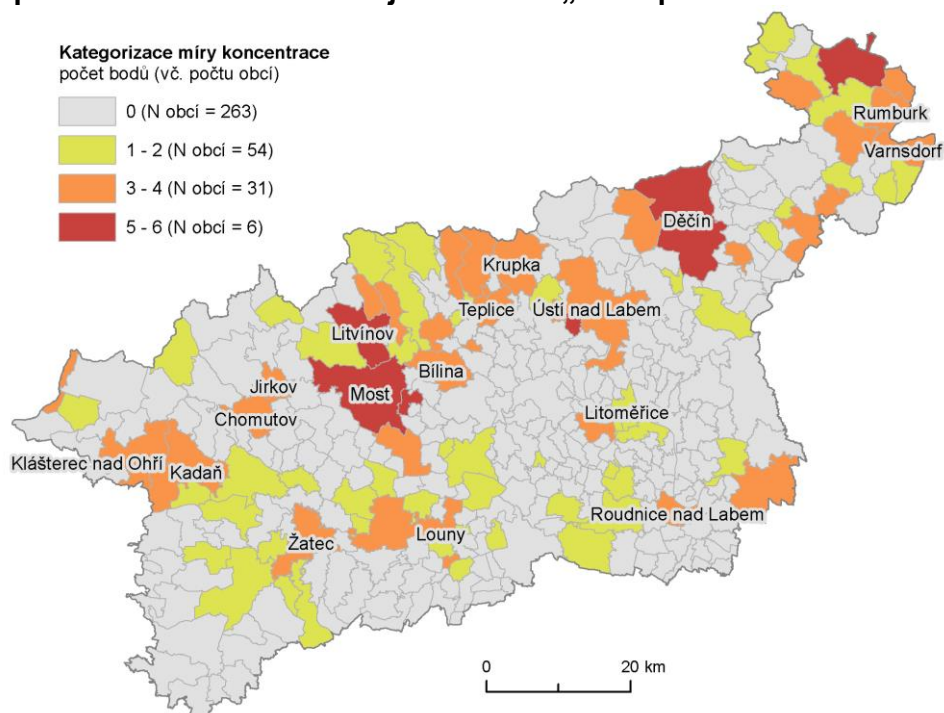 Kategorizace míry koncentrace
počet bodů (vč. počtu obcí)
0 (N obcí = 263)
1 - 2 (N obcí = 54)
3 - 4 (N obcí = 31)
5 - 6 (N obcí = 6)
Rumburk
Varnsdorf
Děčín
Krupka
Teplice
Ústí nad Labem
Litvínov
Bílina
Most
Jirkov
Chomutov
Litoměřice
Klášterec nad Ohří
Kadaň
Roudnice nad Labem
Louny
Žatec
0 20 km